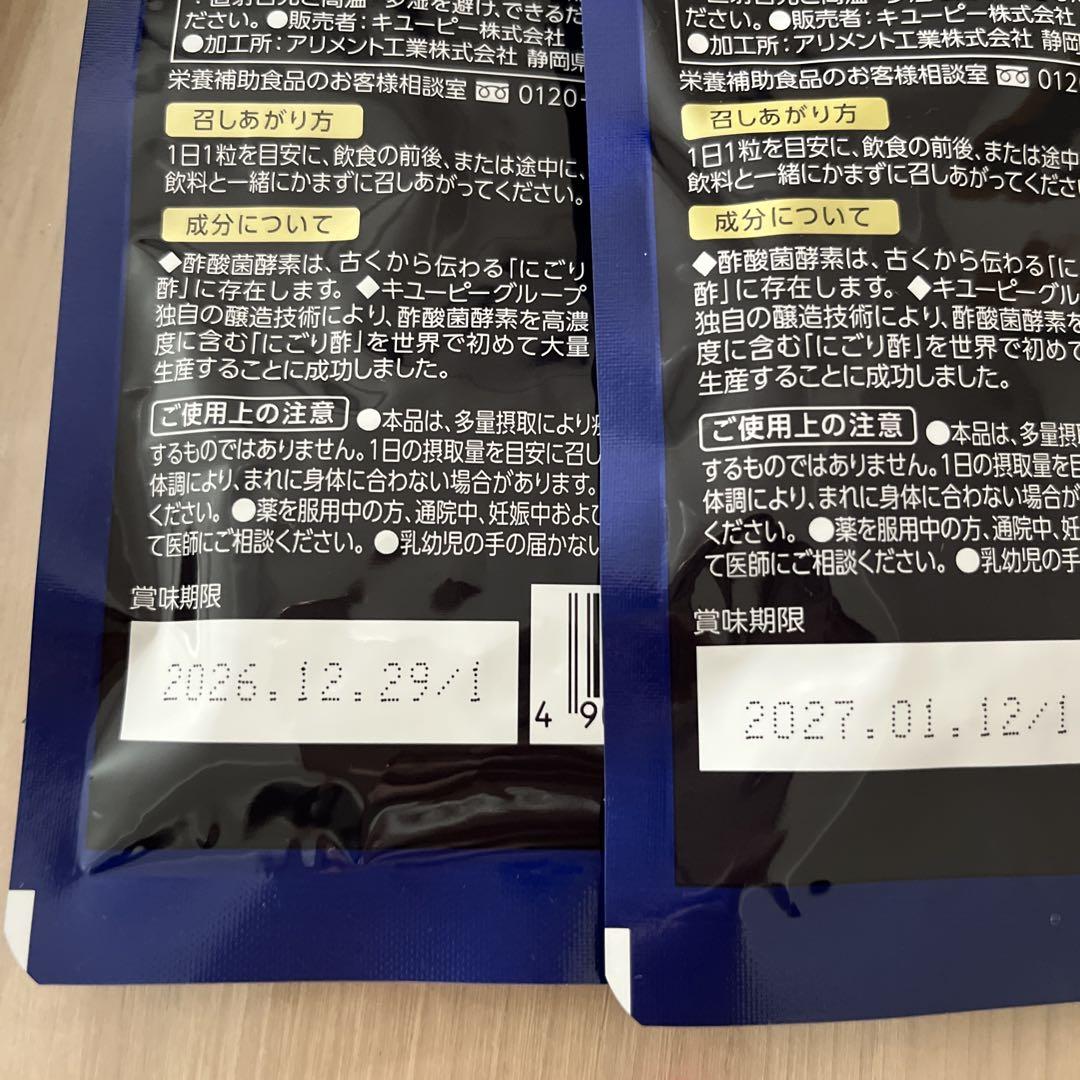 多湿を避け、できるだ
ださい。●販売者：キユーピー株式会社
●加工所：アリメント工業株式会社 静岡県
栄養補助食品のお客様相談室 0120-
召しあがり方
1日1粒を目安に、飲食の前後、または途中に、
飲料と一緒にかまずに召しあがってください。
成分について
◆酢酸菌酵素は、古くから伝わる「にごり
酢」に存在します。◆キユーピーグループ
独自の醸造技術により、酢酸菌酵素を高濃
度に含む「にごり酢」を世界で初めて大量
生産することに成功しました。
ご使用上の注意 ●本品は、多量摂取により疾
するものではありません。1日の摂取量を目安に召し
体調により、まれに身体に合わない場合があります。
ください。●薬を服用中の方、通院中、妊娠中およ
て医師にご相談ください。●乳幼児の手の届かない
賞味期限
2026.12.29/1
4 9
多湿を避け
ださい。●販売者：キユーピー株式会社
●加工所：アリメント工業株式会社 静岡
栄養補助食品のお客様相談室 012
召しあがり方
1日1粒を目安に、飲食の前後、または途中
飲料と一緒にかまずに召しあがってくださ
成分について
◆酢酸菌酵素は、古くから伝わる「に
酢」に存在します。◆キユーピーグル
独自の醸造技術により、酢酸菌酵素を
度に含む「にごり酢」を世界で初めて
生産することに成功しました。
ご使用上の注意 ●本品は、多量摂
するものではありません。1日の摂取量を目
体調により、まれに身体に合わない場合が
ください。●薬を服用中の方、通院中、妊
て医師にご相談ください。●乳幼児の手
賞味期限
2027.01.12/1